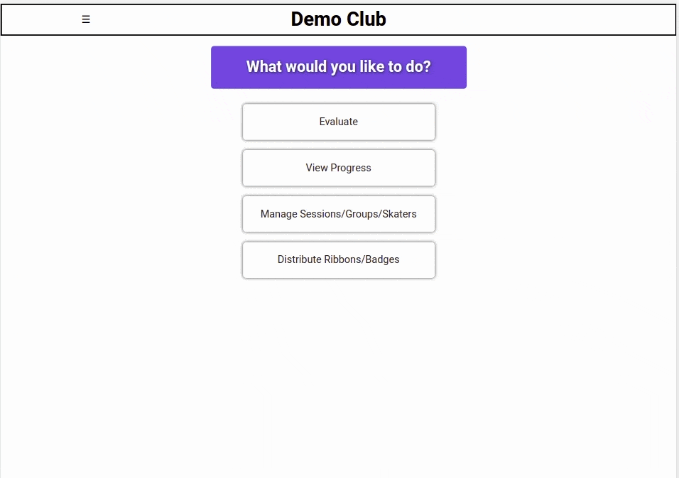 ☰ Demo Club
What would you like to do?
Evaluate
View Progress
Manage Sessions/Groups/Skaters
Distribute Ribbons/Badges